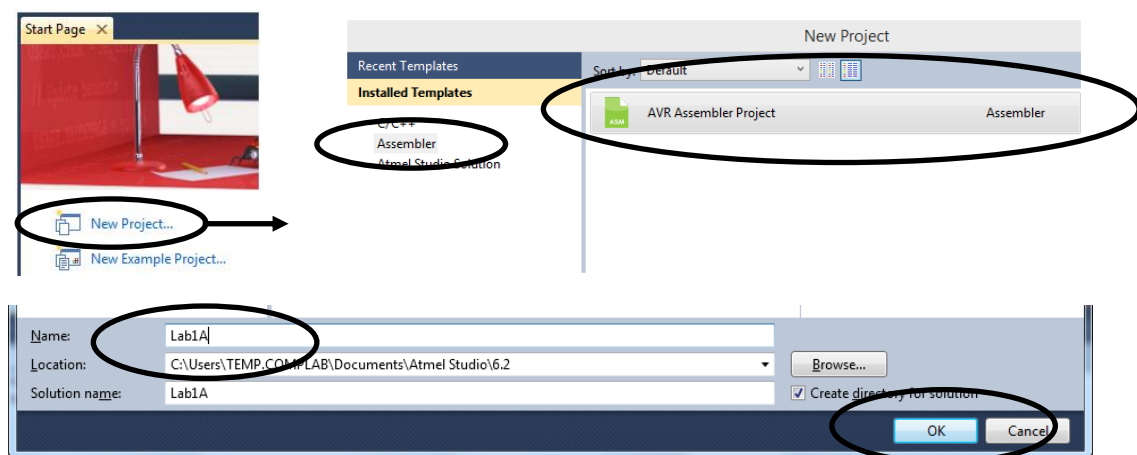 Start Page
New Project...
New Example Project...
New Project
Recent Templates
Installed Templates
C/C++
Assembler
Atmel Studio Solution
Sort by: Default
ASM AVR Assembler Project Assembler
Name: Lab1A
Location: C:\Users\TEMP.COMPLAB\Documents\Atmel Studio\6.2 Browse...
Solution name: Lab1A Create directory for solution
OK Cancel